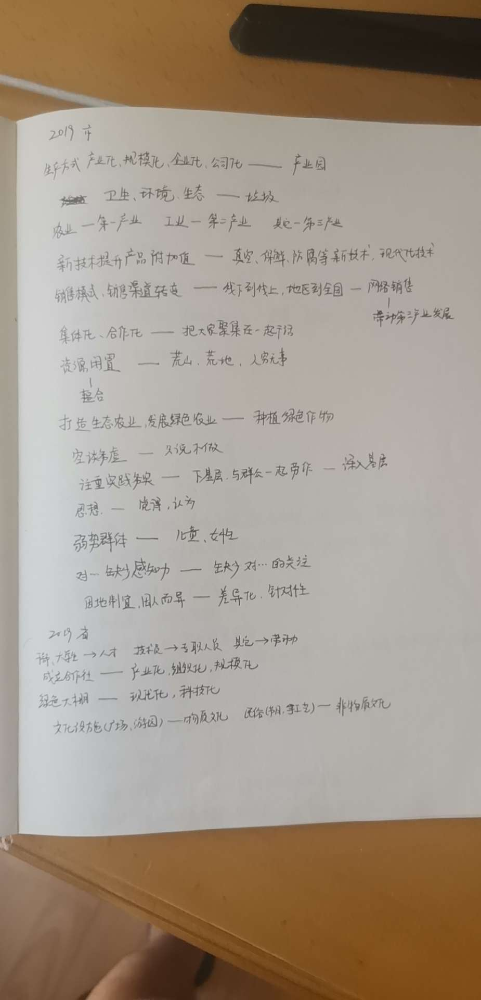 2019 市
生产方式 产业化、规模化、企业化、公司化 —— 产业园
卫生、环境、生态 —— 垃圾
农业 — 第一产业 工业 — 第二产业 其它 — 第三产业
新技术提升产品附加值 —— 真空、保鲜、防腐等新技术、现代化技术
销售模式、销售渠道转变 —— 线下到线上,地区到全国 — 网络销售
带动第三产业发展
集体化、合作化 —— 把大家聚集在一起干活
资源闲置 —— 荒山、荒地、人穷无事
整合
打造生态农业,发展绿色农业 —— 种植绿色作物
空谈务虚 —— 只说不做
注重实践务实 —— 下基层、与群众一起劳作 — 深入基层
思想 — 觉得,认为
弱势群体 —— 儿童、女性
对… 缺少感知力 —— 缺少对…的关注
因地制宜,因人而异 —— 差异化、针对性
2019 省
大学生 → 人才 技术员 → 专职人员 其它 → 带动
成立合作社 —— 产业化,组织化,规模化
绿色大棚 —— 现代化,科技化
文化设施(广场、游园) — 物质文化 民俗(节日、手工艺) — 非物质文化